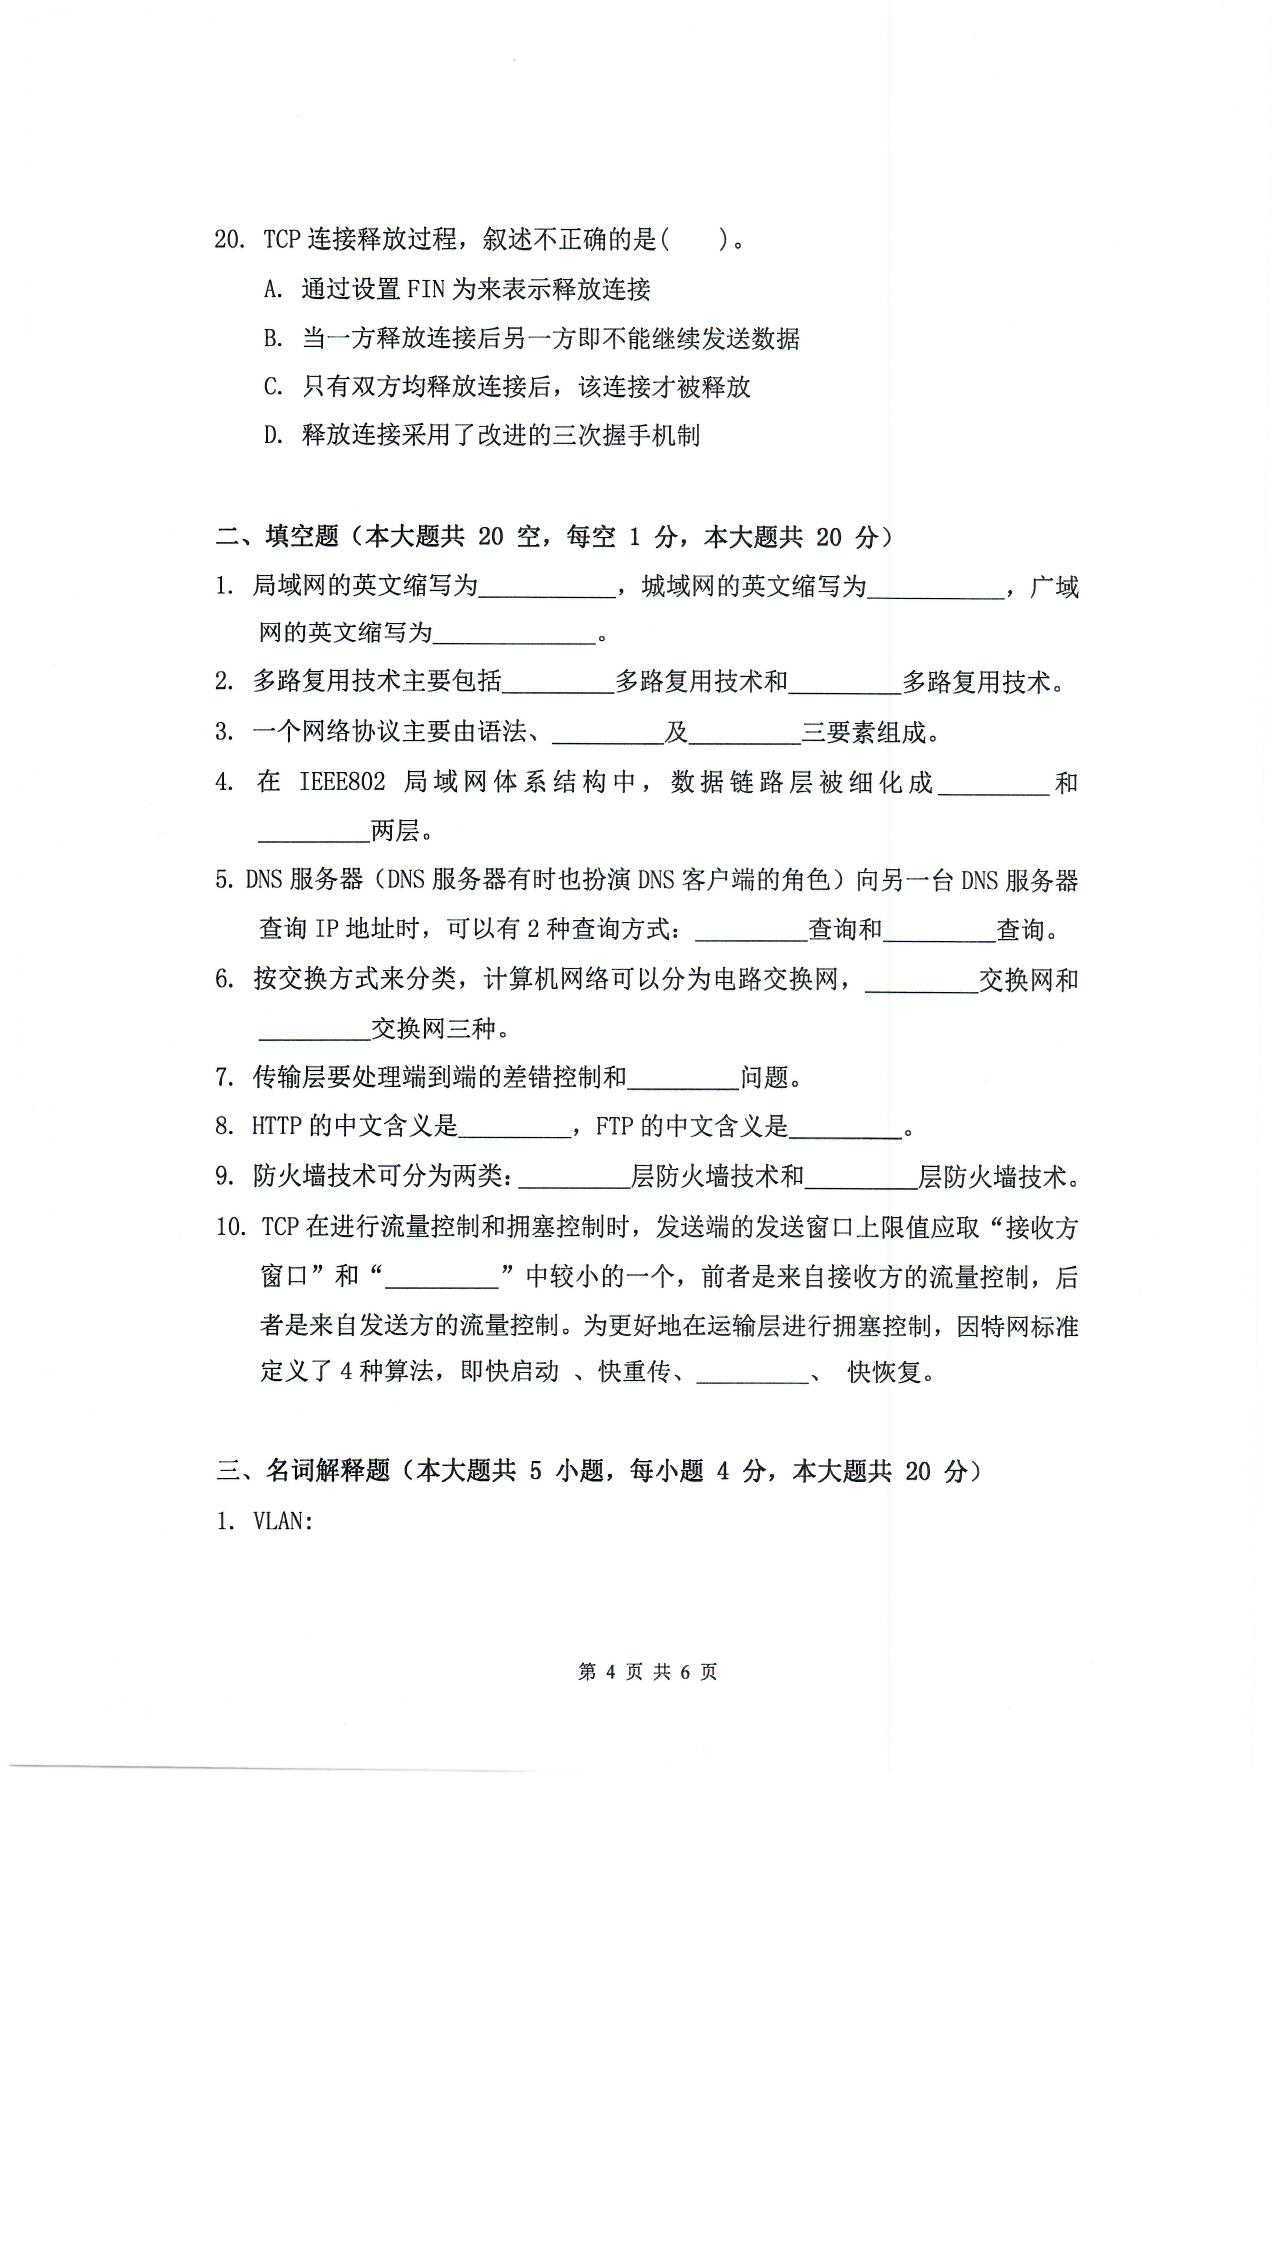 20. TCP 连接释放过程，叙述不正确的是(    )。
A. 通过设置 FIN 为来表示释放连接
B. 当一方释放连接后另一方即不能继续发送数据
C. 只有双方均释放连接后，该连接才被释放
D. 释放连接采用了改进的三次握手机制
二、填空题（本大题共 20 空，每空 1 分，本大题共 20 分）
1. 局域网的英文缩写为___________，城域网的英文缩写为___________，广域
网的英文缩写为_____________。
2. 多路复用技术主要包括_________多路复用技术和_________多路复用技术。
3. 一个网络协议主要由语法、_________及_________三要素组成。
4. 在 IEEE802 局域网体系结构中，数据链路层被细化成_________和
_________两层。
5. DNS 服务器（DNS 服务器有时也扮演 DNS 客户端的角色）向另一台 DNS 服务器
查询 IP 地址时，可以有 2 种查询方式：_________查询和_________查询。
6. 按交换方式来分类，计算机网络可以分为电路交换网，_________交换网和
_________交换网三种。
7. 传输层要处理端到端的差错控制和_________问题。
8. HTTP 的中文含义是_________，FTP 的中文含义是_________。
9. 防火墙技术可分为两类：_________层防火墙技术和_________层防火墙技术。
10. TCP 在进行流量控制和拥塞控制时，发送端的发送窗口上限值应取“接收方
窗口”和“_________”中较小的一个，前者是来自接收方的流量控制，后
者是来自发送方的流量控制。为更好地在运输层进行拥塞控制，因特网标准
定义了 4 种算法，即快启动 、快重传、_________、 快恢复。
三、名词解释题（本大题共 5 小题，每小题 4 分，本大题共 20 分）
1. VLAN:
第 4 页 共 6 页